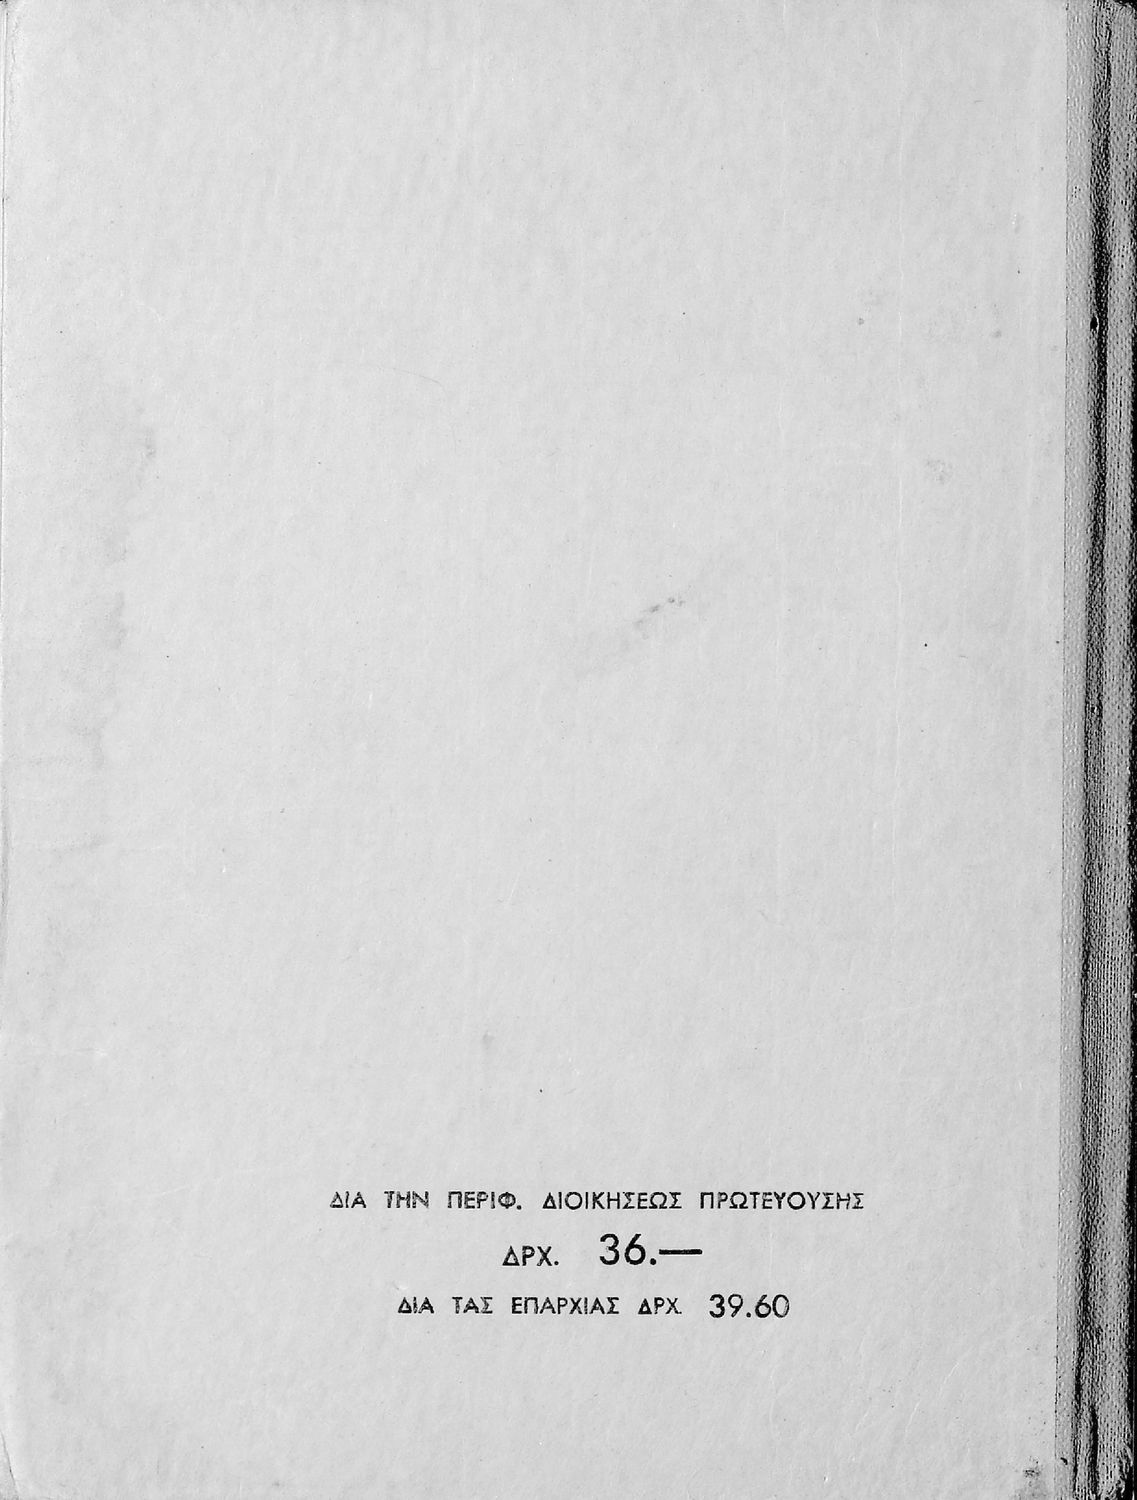 ΔΙΑ ΤΗΝ ΠΕΡΙΦ. ΔΙΟΙΚΗΣΕΩΣ ΠΡΩΤΕΥΟΥΣΗΣ
ΔΡΧ. 36.—
ΔΙΑ ΤΑΣ ΕΠΑΡΧΙΑΣ ΔΡΧ. 39.60